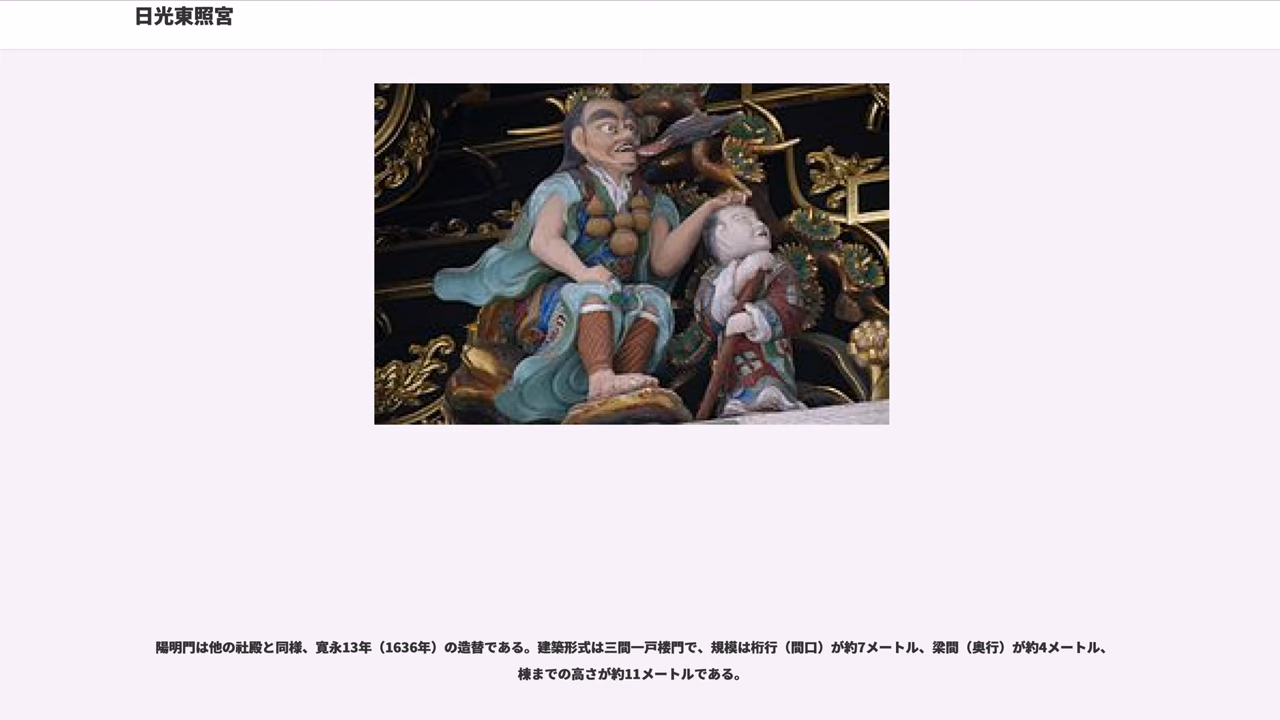 日光東照宮
陽明門は他の社殿と同様、寛永13年（1636年）の造替である。建築形式は三間一戸楼門で、規模は桁行（間口）が約7メートル、梁間（奥行）が約4メートル、
棟までの高さが約11メートルである。